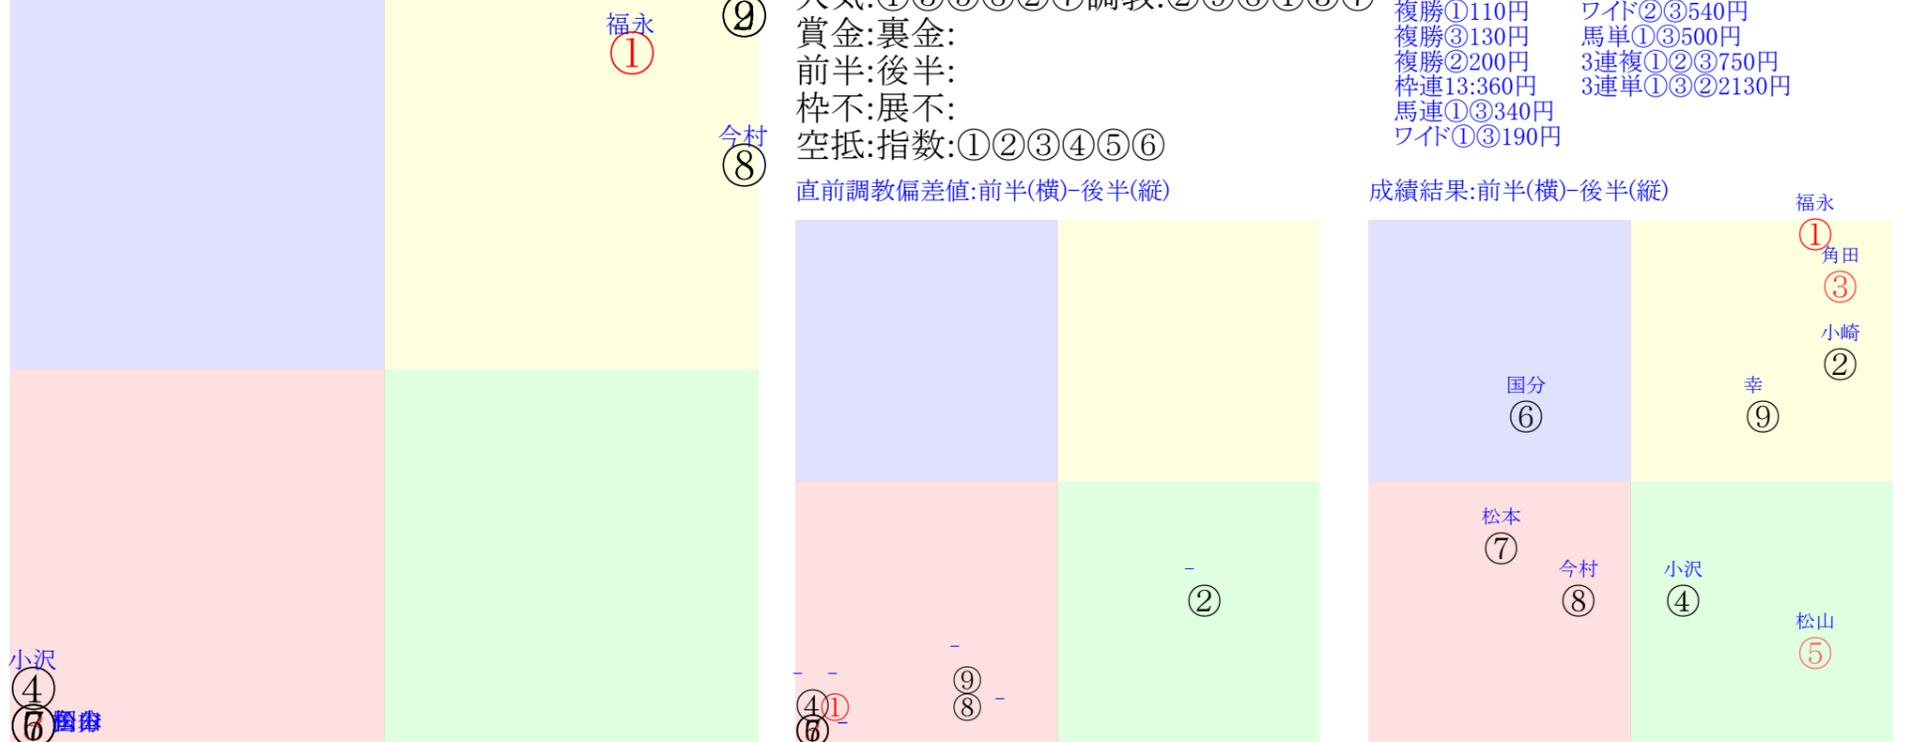 福永
①
今村
⑧
小沢
④
賞金:裏金:
前半:後半:
枠不:展不:
空抵:指数:①②③④⑤⑥
複勝①110円
複勝③130円
複勝②200円
枠連13:360円
馬連①③340円
ワイド①③190円
ワイド②③540円
馬単①③500円
3連複①②③750円
3連単①③②2130円
直前調教偏差値:前半(横)-後半(縦)
-
②
-
⑨
⑧
-
- -
④①
-
成績結果:前半(横)-後半(縦)
福永
①
角田
③
小崎
②
国分
⑥
幸
⑨
松本
⑦
今村
⑧
小沢
④
松山
⑤